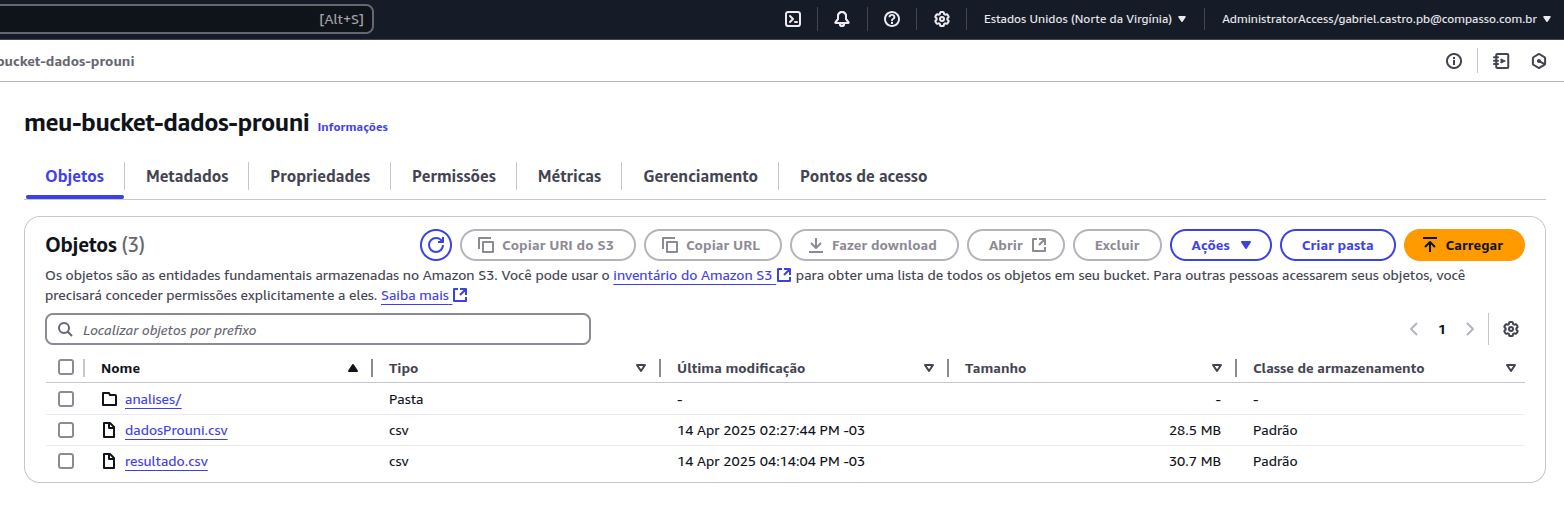 [Alt+S] Estados Unidos (Norte da Virgínia) AdministratorAccess/gabriel.castro.pb@compasso.com.br
bucket-dados-prouni
meu-bucket-dados-prouni Informações
Objetos Metadados Propriedades Permissões Métricas Gerenciamento Pontos de acesso
Objetos (3) Copiar URI do S3 Copiar URL Fazer download Abrir Excluir Ações Criar pasta Carregar
Os objetos são as entidades fundamentais armazenadas no Amazon S3. Você pode usar o inventário do Amazon S3 para obter uma lista de todos os objetos em seu bucket. Para outras pessoas acessarem seus objetos, você
precisará conceder permissões explicitamente a eles. Saiba mais
Localizar objetos por prefixo 1
Nome Tipo Última modificação Tamanho Classe de armazenamento
analises/ Pasta - - -
dadosProuni.csv csv 14 Apr 2025 02:27:44 PM -03 28.5 MB Padrão
resultado.csv csv 14 Apr 2025 04:14:04 PM -03 30.7 MB Padrão